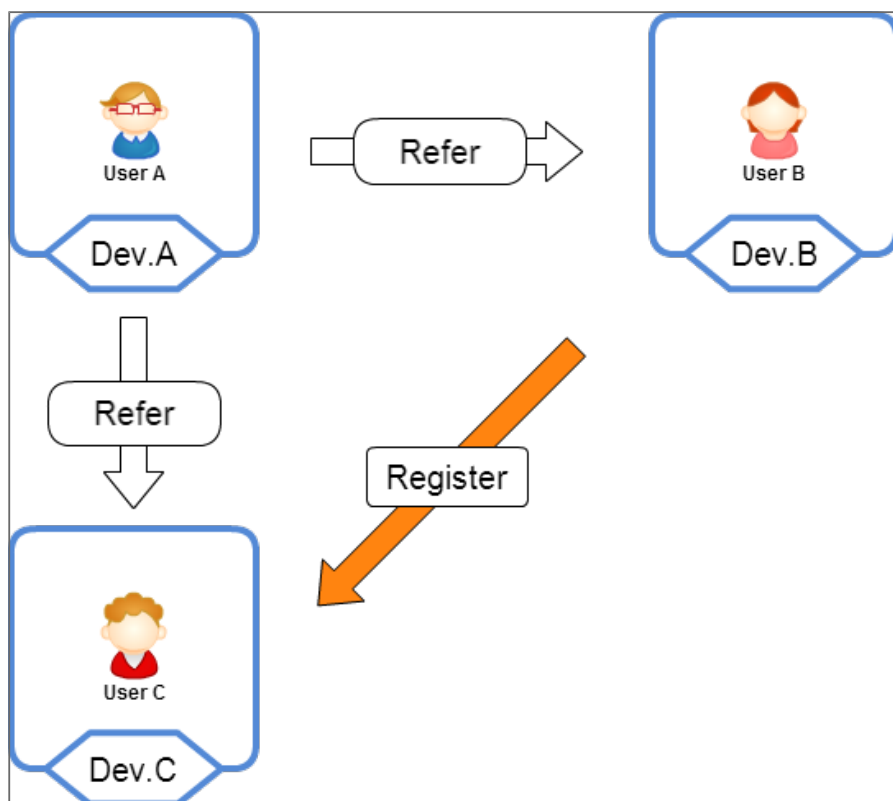 User A
Dev.A
Refer
User B
Dev.B
Refer
Register
User C
Dev.C